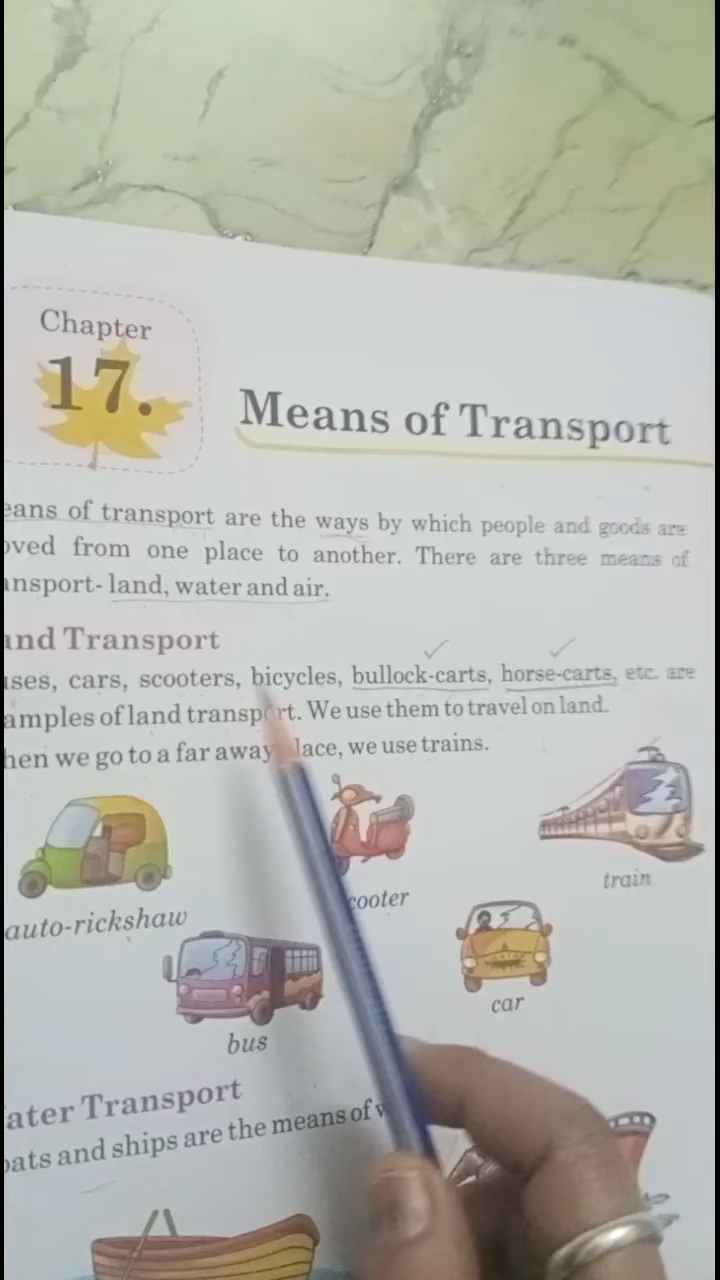 Chapter
17.
Means of Transport
eans of transport are the ways by which people and goods are
oved from one place to another. There are three means of
ansport- land, water and air.
and Transport
uses, cars, scooters, bicycles, bullock-carts, horse-carts, etc. are
amples of land transport. We use them to travel on land.
hen we go to a far away lace, we use trains.
auto-rickshaw
cooter
train
bus
car
ater Transport
oats and ships are the means of